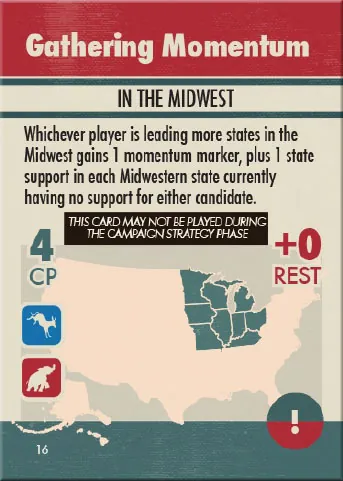 Gathering Momentum
IN THE MIDWEST
Whichever player is leading more states in the
Midwest gains 1 momentum marker, plus 1 state
support in each Midwestern state currently
having no support for either candidate.
THIS CARD MAY NOT BE PLAYED DURING
THE CAMPAIGN STRATEGY PHASE
4
CP
+0
REST
!
16